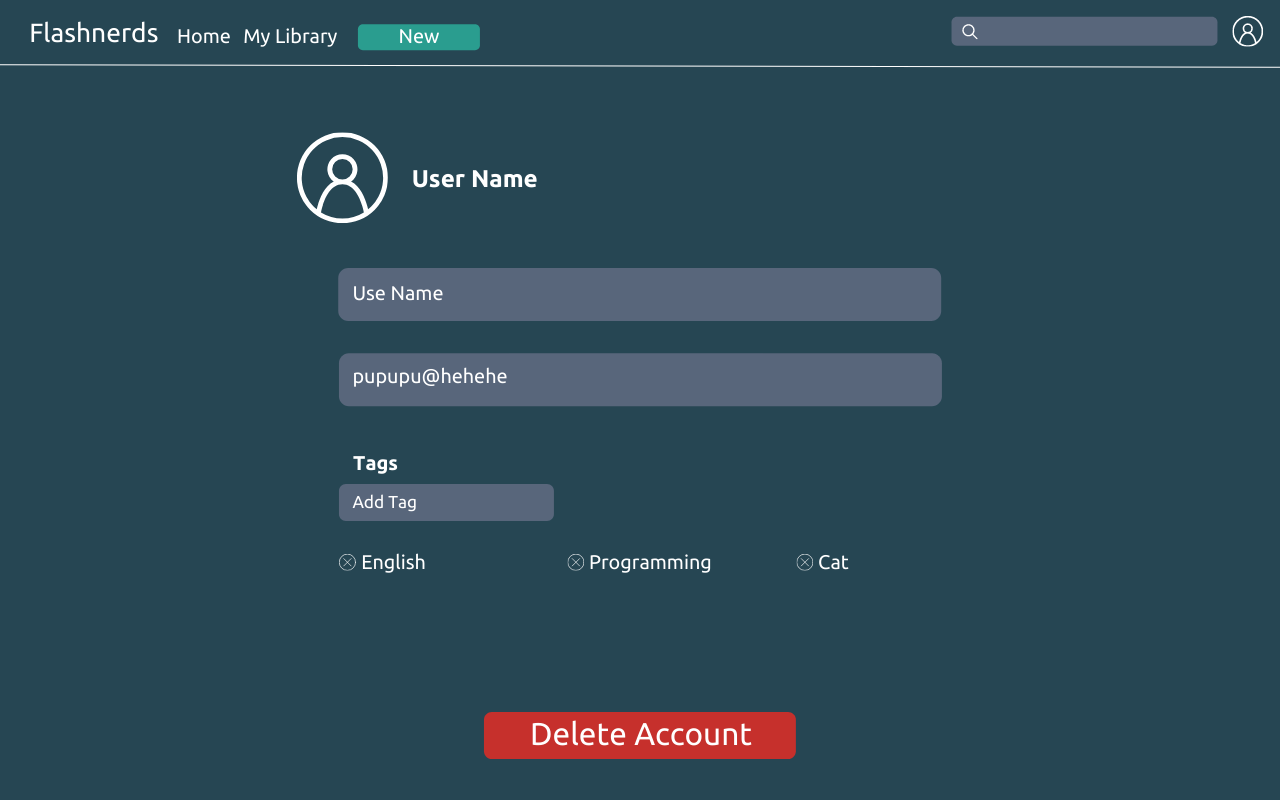 Flashnerds Home My Library New
User Name
Use Name
pupupu@hehehe
Tags
Add Tag
English Programming Cat
Delete Account